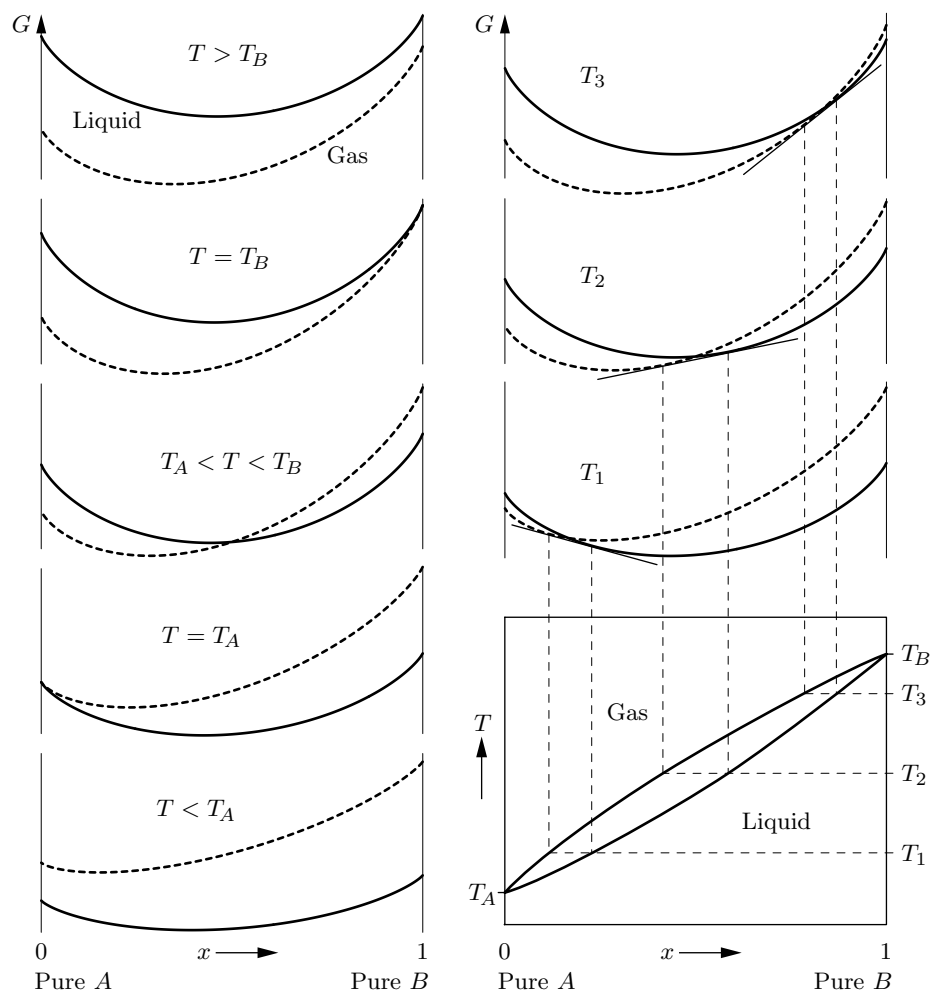 G
T > T_B
Liquid
Gas
T = T_B
T_A < T < T_B
T = T_A
T < T_A
0
x
1
Pure A
Pure B
G
T_3
T_2
T_1
T_B
T_3
Gas
T
T_2
Liquid
T_1
T_A
0
x
1
Pure A
Pure B